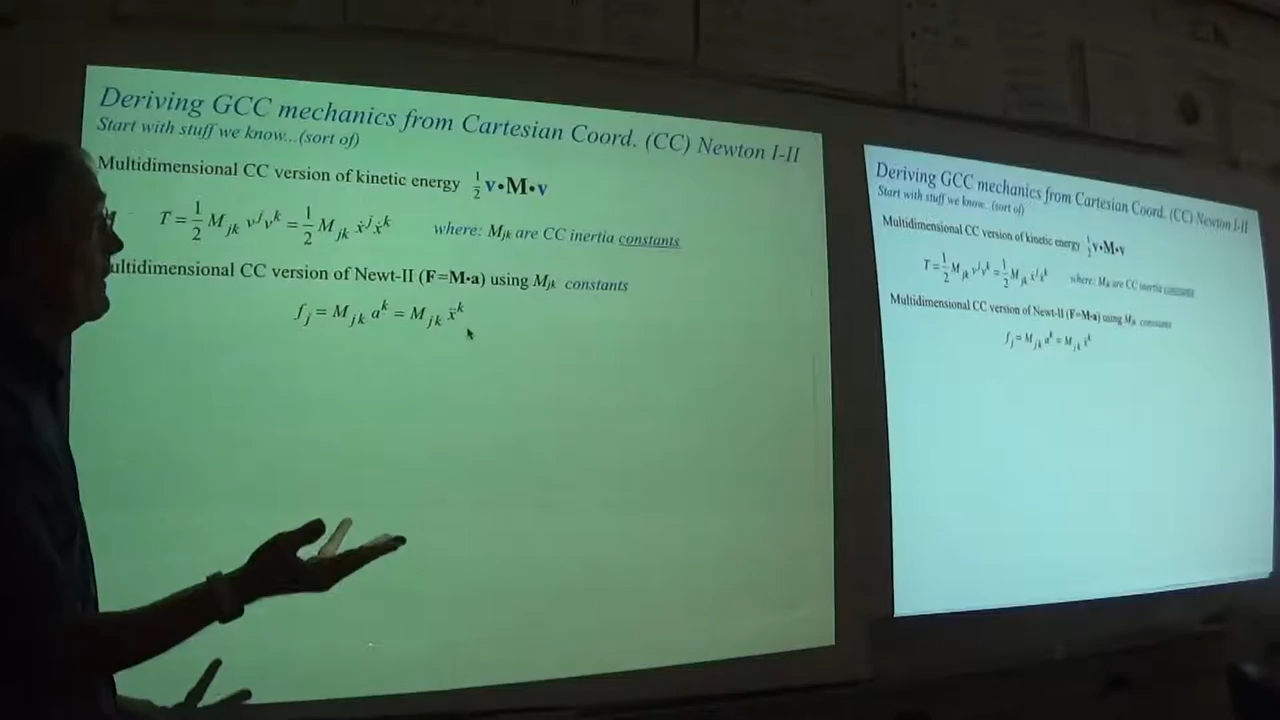 Deriving GCC mechanics from Cartesian Coord. (CC) Newton I-II
Start with stuff we know...(sort of)
Multidimensional CC version of kinetic energy ½ v•M•v
T = ½ M_jk v^j v^k = ½ M_jk ẋ^j ẋ^k where: M_jk are CC inertia constants
ultidimensional CC version of Newt-II (F=M•a) using M_jk constants
f_j = M_jk a^k = M_jk ẍ^k
Deriving GCC mechanics from Cartesian Coord. (CC) Newton I-II
Start with stuff we know...(sort of)
Multidimensional CC version of kinetic energy ½ v•M•v
T = ½ M_jk v^j v^k = ½ M_jk ẋ^j ẋ^k where: M_jk are CC inertia constants
Multidimensional CC version of Newt-II (F=M•a) using M_jk constants
f_j = M_jk a^k = M_jk ẍ^k